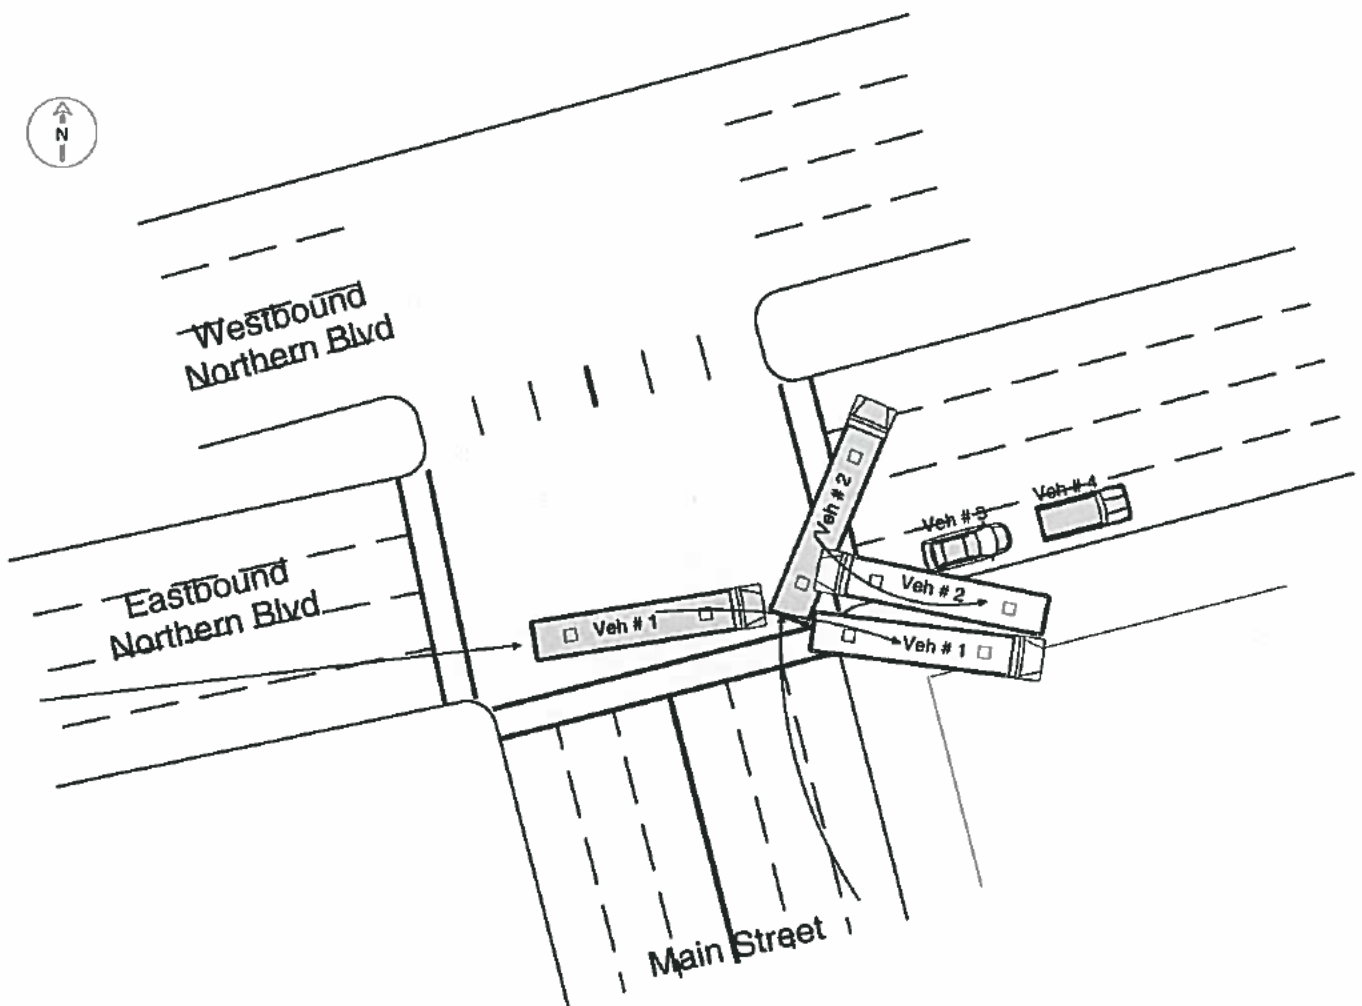 N
Westbound
Northern Blvd
Eastbound
Northern Blvd
Veh # 1
Veh # 2
Veh # 3
Veh # 4
Veh # 2
Veh # 1
Main Street